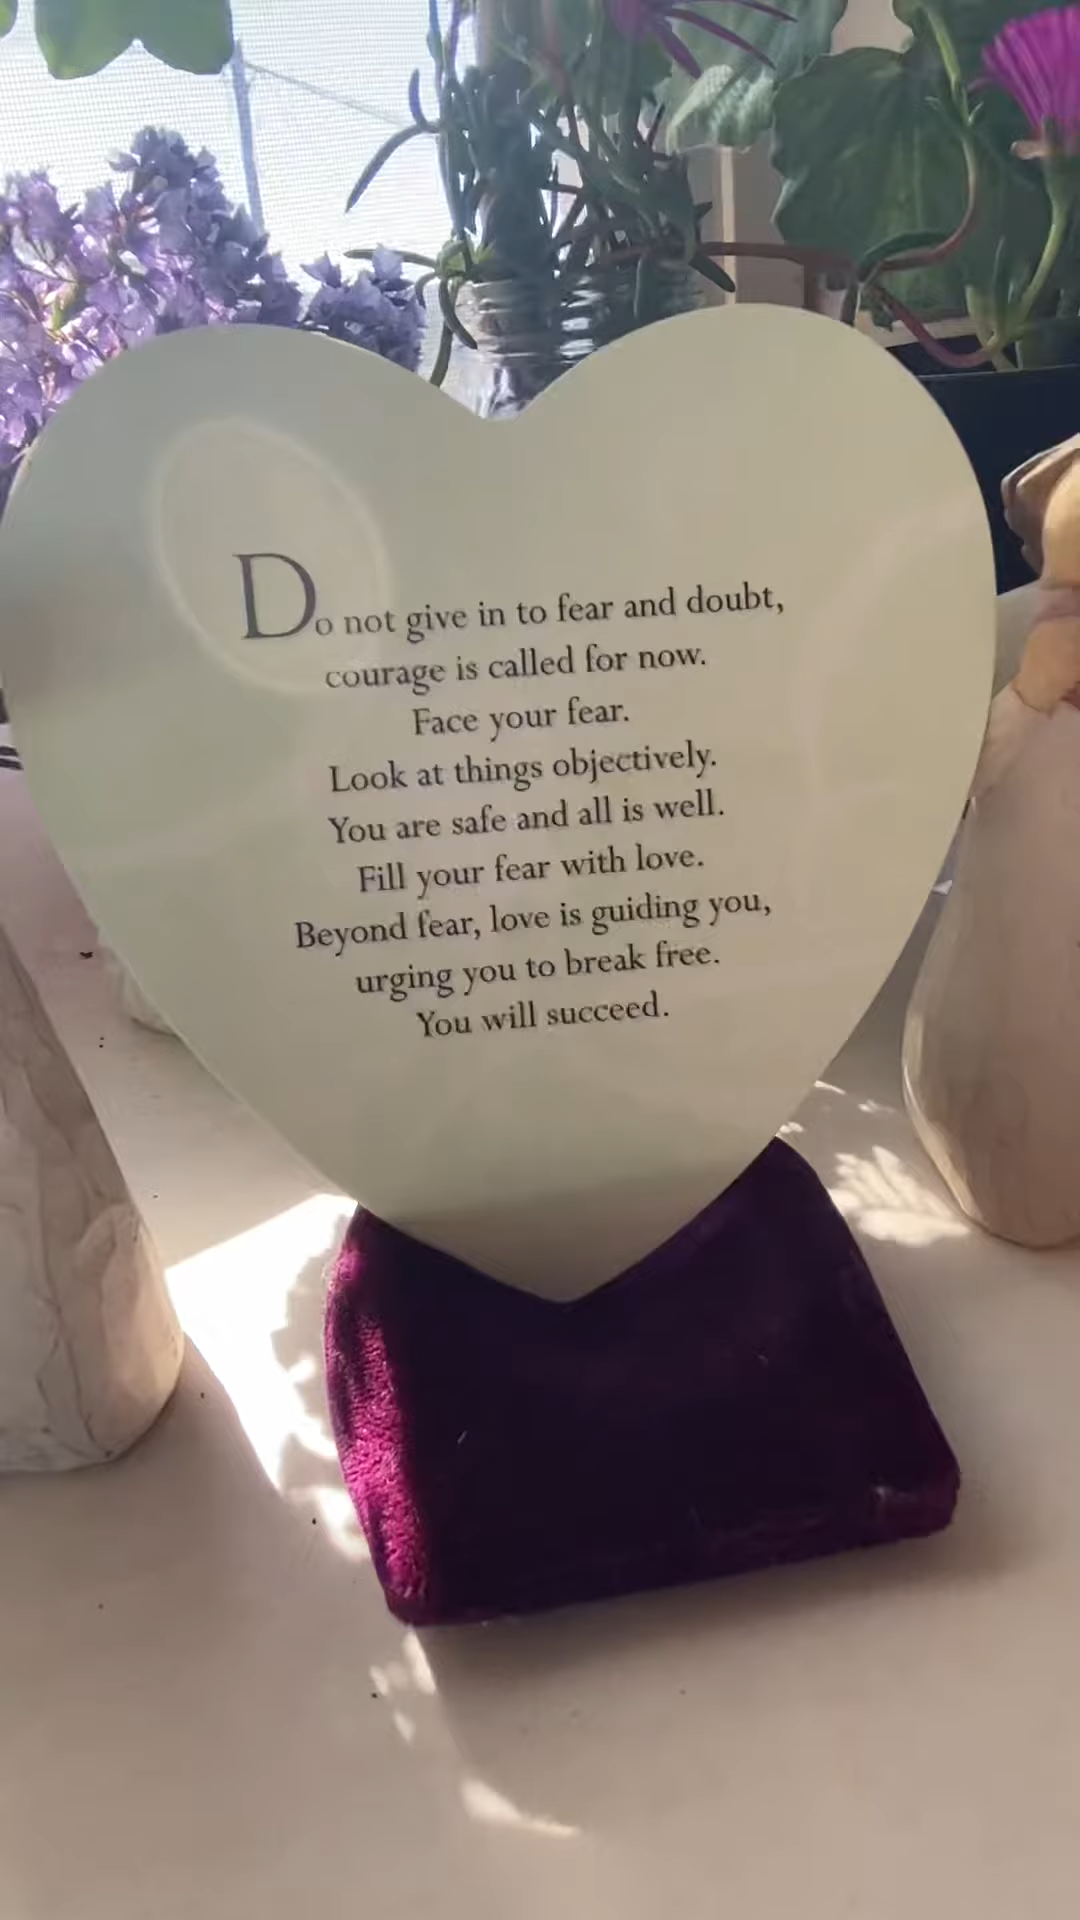 Do not give in to fear and doubt,
courage is called for now.
Face your fear.
Look at things objectively.
You are safe and all is well.
Fill your fear with love.
Beyond fear, love is guiding you,
urging you to break free.
You will succeed.